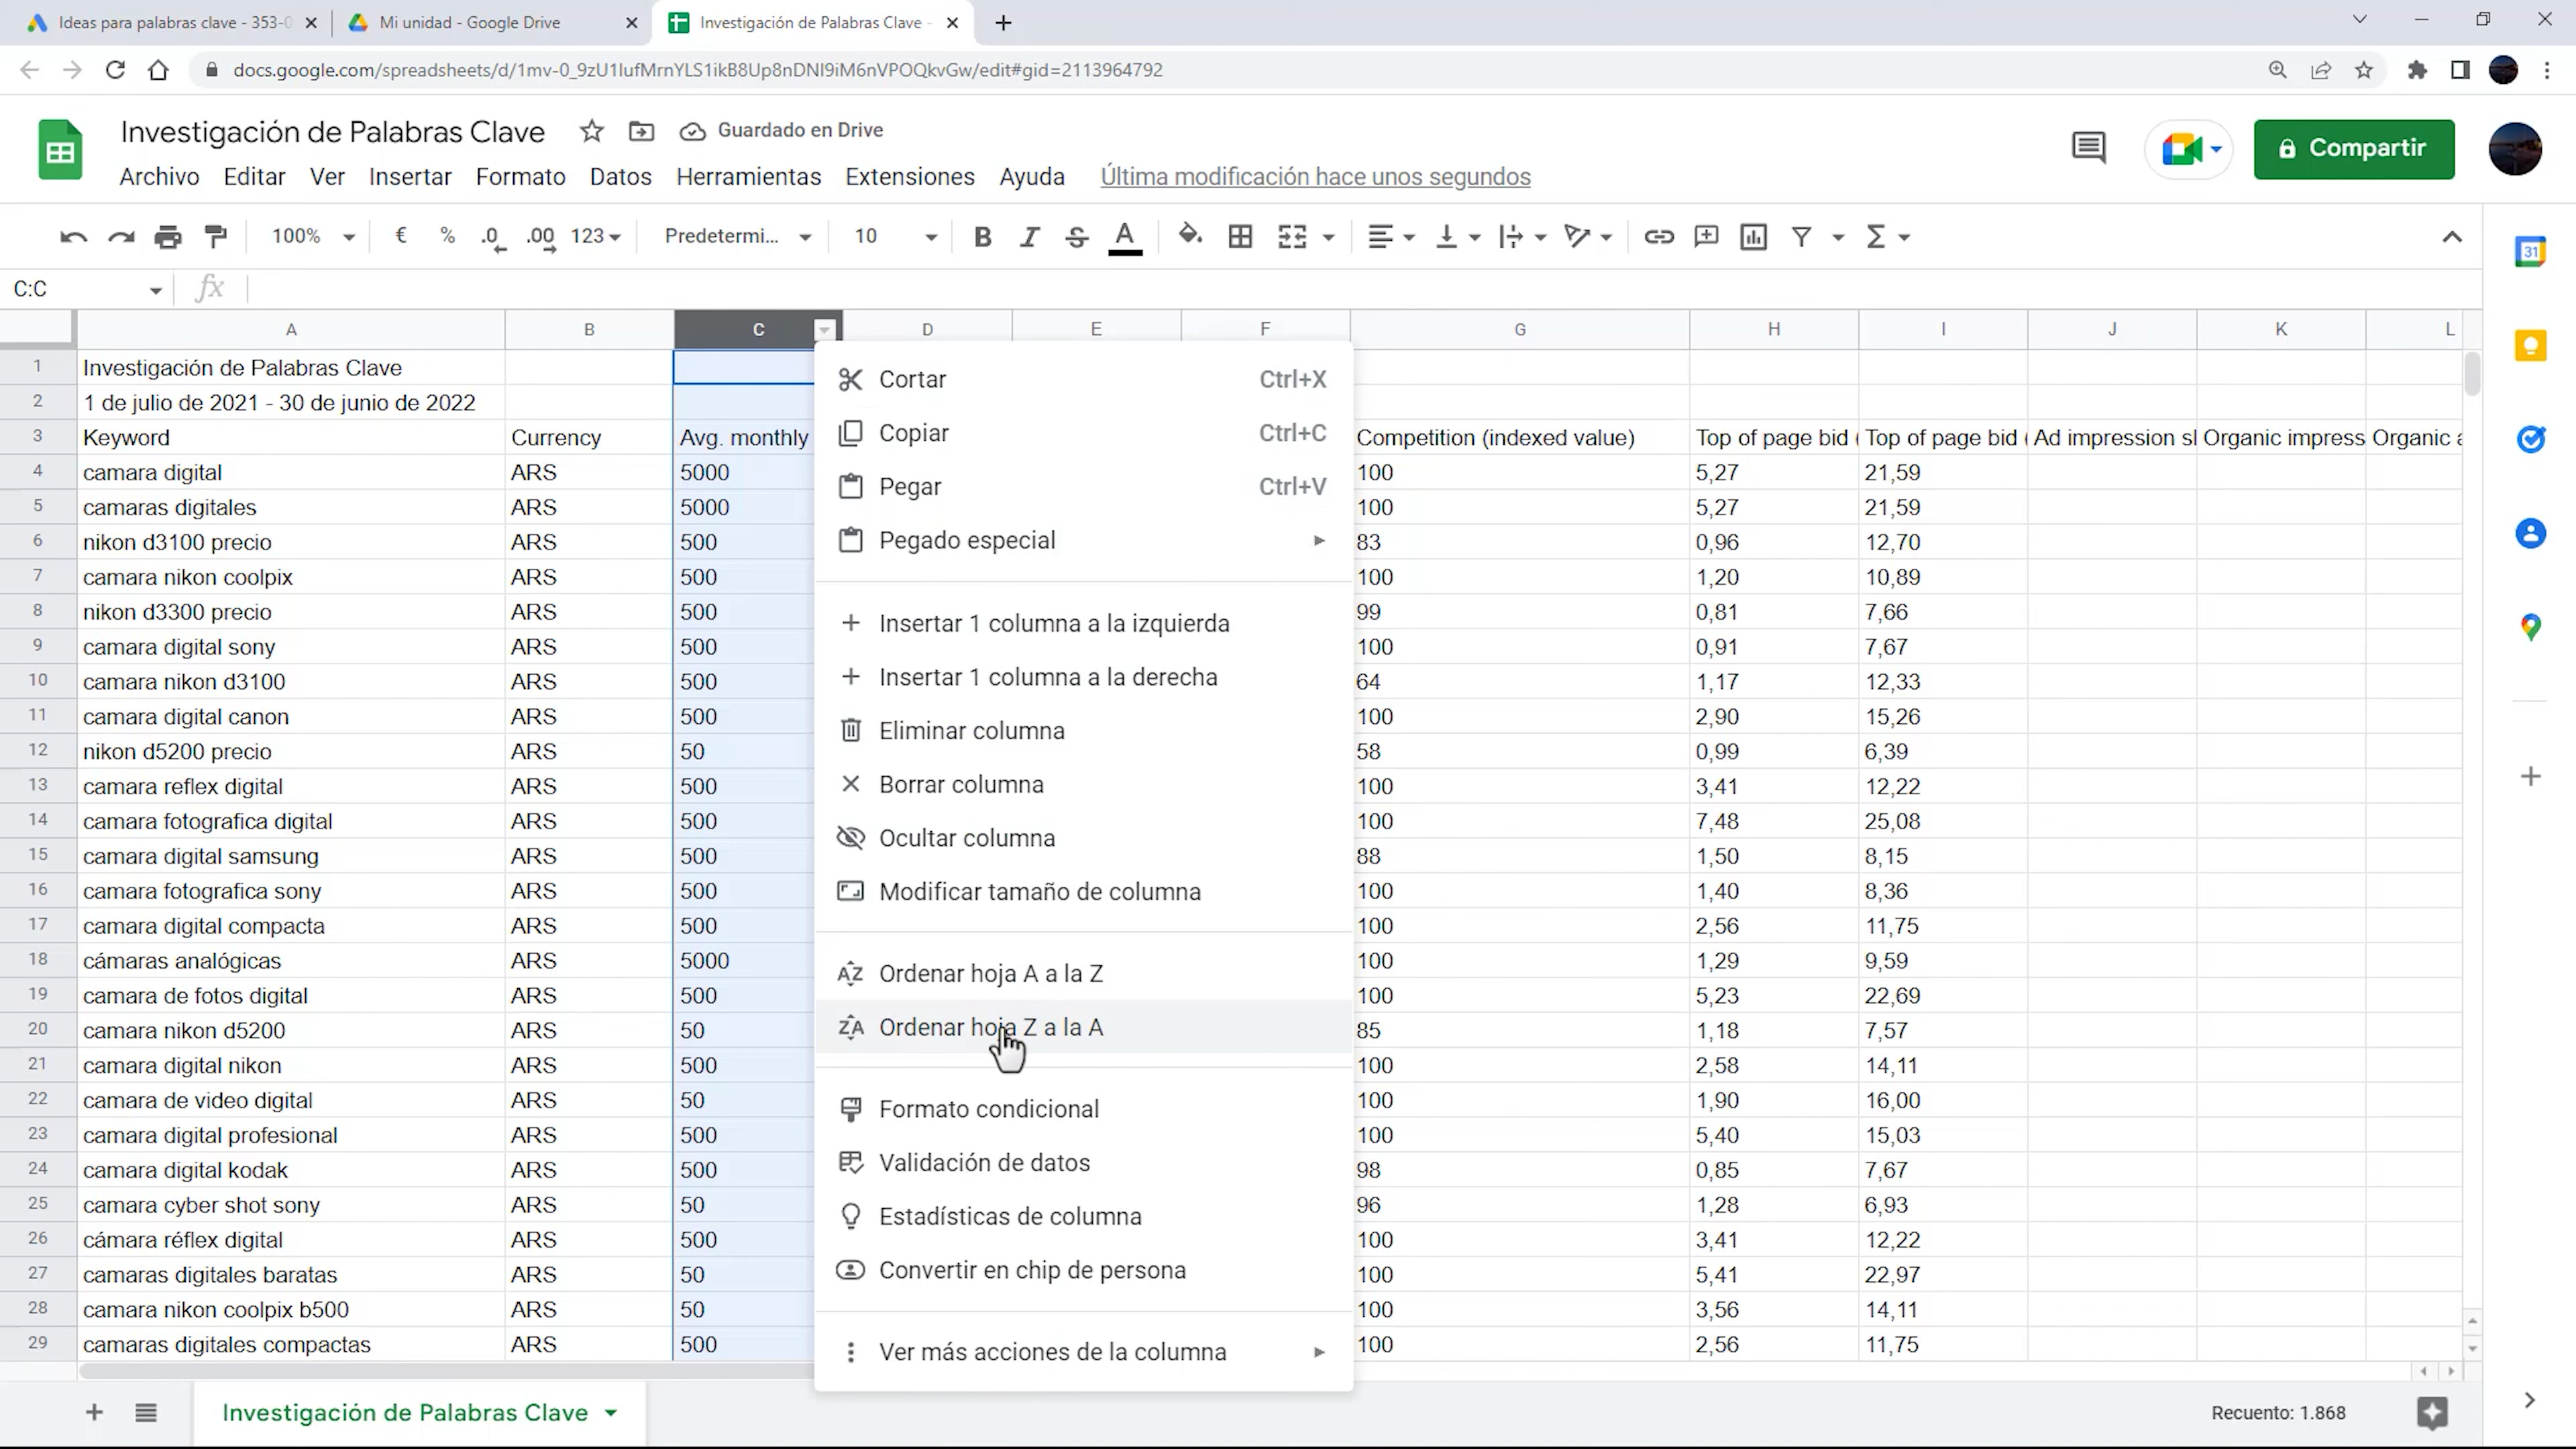 Ideas para palabras clave - 353-0
Mi unidad - Google Drive
Investigación de Palabras Clave -
docs.google.com/spreadsheets/d/1mv-0_9zU1IufMrnYLS1ikB8Up8nDNI9iM6nVPOQkvGw/edit#gid=2113964792
Investigación de Palabras Clave
Guardado en Drive
Compartir
Archivo Editar Ver Insertar Formato Datos Herramientas Extensiones Ayuda Última modificación hace unos segundos
100% € % .0 .00 123 Predetermi... 10 B I S A Σ
31
C:C fx
A B C D E F G H I J K L
1 Investigación de Palabras Clave
2 1 de julio de 2021 - 30 de junio de 2022
3 Keyword Currency Avg. monthly Competition (indexed value) Top of page bid ( Top of page bid ( Ad impression sl Organic impress Organic a
4 camara digital ARS 5000 100 5,27 21,59
5 camaras digitales ARS 5000 100 5,27 21,59
6 nikon d3100 precio ARS 500 83 0,96 12,70
7 camara nikon coolpix ARS 500 100 1,20 10,89
8 nikon d3300 precio ARS 500 99 0,81 7,66
9 camara digital sony ARS 500 100 0,91 7,67
10 camara nikon d3100 ARS 500 64 1,17 12,33
11 camara digital canon ARS 500 100 2,90 15,26
12 nikon d5200 precio ARS 50 58 0,99 6,39
13 camara reflex digital ARS 500 100 3,41 12,22
14 camara fotografica digital ARS 500 100 7,48 25,08
15 camara digital samsung ARS 500 88 1,50 8,15
16 camara fotografica sony ARS 500 100 1,40 8,36
17 camara digital compacta ARS 500 100 2,56 11,75
18 cámaras analógicas ARS 5000 100 1,29 9,59
19 camara de fotos digital ARS 500 100 5,23 22,69
20 camara nikon d5200 ARS 50 85 1,18 7,57
21 camara digital nikon ARS 500 100 2,58 14,11
22 camara de video digital ARS 50 100 1,90 16,00
23 camara digital profesional ARS 500 100 5,40 15,03
24 camara digital kodak ARS 500 98 0,85 7,67
25 camara cyber shot sony ARS 50 96 1,28 6,93
26 cámara réflex digital ARS 500 100 3,41 12,22
27 camaras digitales baratas ARS 50 100 5,41 22,97
28 camara nikon coolpix b500 ARS 50 100 3,56 14,11
29 camaras digitales compactas ARS 500 100 2,56 11,75
Cortar Ctrl+X
Copiar Ctrl+C
Pegar Ctrl+V
Pegado especial
Insertar 1 columna a la izquierda
Insertar 1 columna a la derecha
Eliminar columna
Borrar columna
Ocultar columna
Modificar tamaño de columna
AZ Ordenar hoja A a la Z
ZA Ordenar hoja Z a la A
Formato condicional
Validación de datos
Estadísticas de columna
Convertir en chip de persona
Ver más acciones de la columna
Investigación de Palabras Clave
Recuento: 1.868